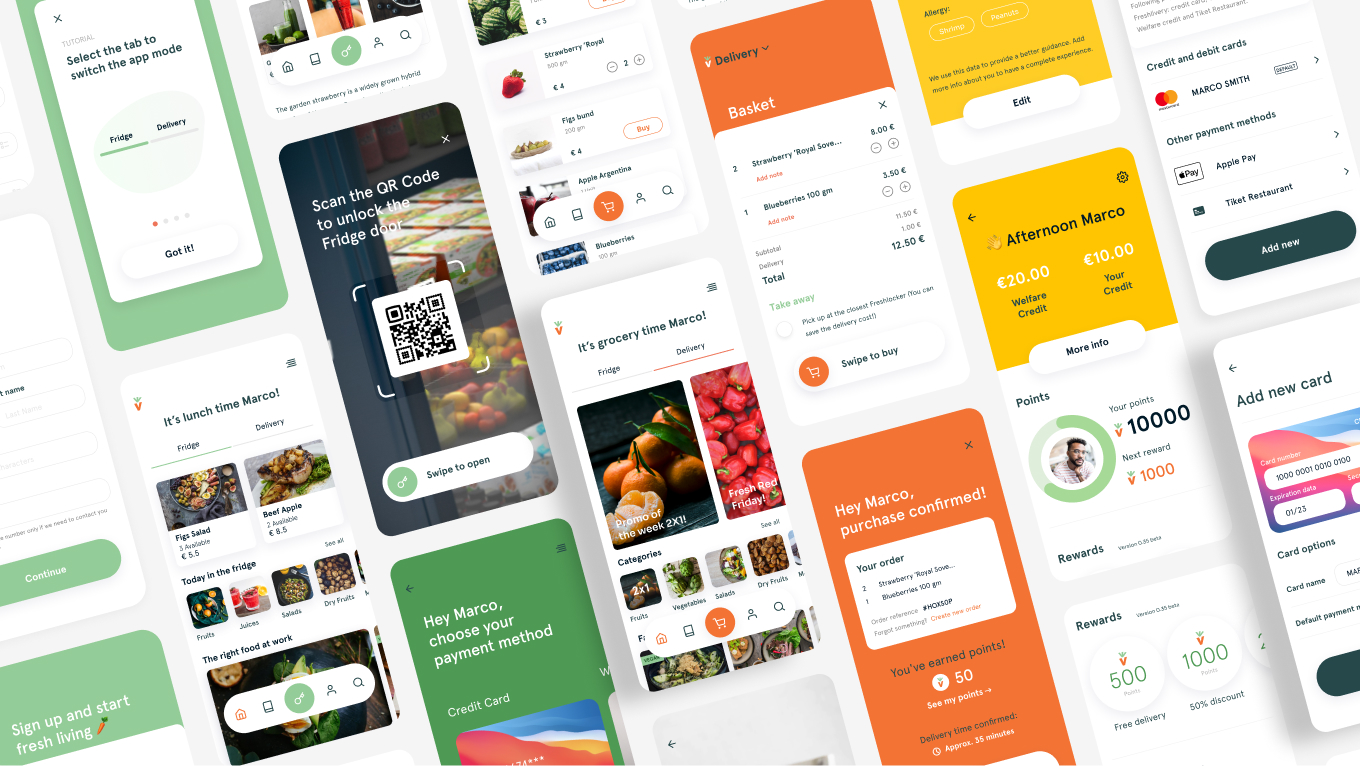 TUTORIAL
Select the tab to
switch the app mode
Fridge
Delivery
Got it!
t name
Last Name
characters
e number only if we need to contact you
Continue
Sign up and start
fresh living
The garden strawberry is a widely grown hybrid
Scan the QR Code
to unlock the
Fridge door
Swipe to open
It's lunch time Marco!
Fridge
Delivery
Figs Salad
3 Available
€ 5.5
Beef Apple
2 Available
€ 8.5
Today in the fridge
See all
Fruits
Juices
Salads
Dry Fruits
M
The right food at work
Hey Marco,
choose your
payment method
Credit Card
W
€ 3
Strawberry 'Royal
500 gm
2
€ 4
Figs bund
200 gm
Buy
€ 4
Apple Argentina
Blueberries
100 gm
It's grocery time Marco!
Fridge
Delivery
Promo of
the week 2X1!
Fresh Red
Friday!
Categories
See all
2x1
Fruits
Vegetables
Salads
Dry Fruits
M
VEGAN
Delivery
Basket
8.00 €
2
Strawberry 'Royal Sove...
Add note
3.50 €
1
Blueberries 100 gm
Add note
11.50 €
Subtotal
1.00 €
Delivery
12.50 €
Total
Take away
Pick up at the closest Freshlocker (You can
save the delivery cost!)
Swipe to buy
Hey Marco,
purchase confirmed!
Your order
2
Strawberry 'Royal Sove...
1
Blueberries 100 gm
Order reference #HOX50P
Forgot something? Create new order
You've earned points!
50
See my points →
Delivery time confirmed:
Approx. 35 minutes
Allergy:
Shrimp
Peanuts
We use this data to provide a better guidance. Add
more info about you to have a complete experience.
Edit
Afternoon Marco
€20.00
Welfare
Credit
€10.00
Your
Credit
More info
Points
Your points
10000
Next reward
1000
Rewards
Version 0.35 beta
Rewards
Version 0.35 beta
500
Points
Free delivery
1000
Points
50% discount
Freshlivery: credit card,
Welfare credit and Tiket Restaurant.
Credit and debit cards
mastercard
MARCO SMITH
DEFAULT
Other payment methods
Pay
Apple Pay
Tiket Restaurant
Add new
Add new card
Card number
1000 0001 0010 0100
Expiration date
01/23
Card options
Card name
MAR
Default payment m